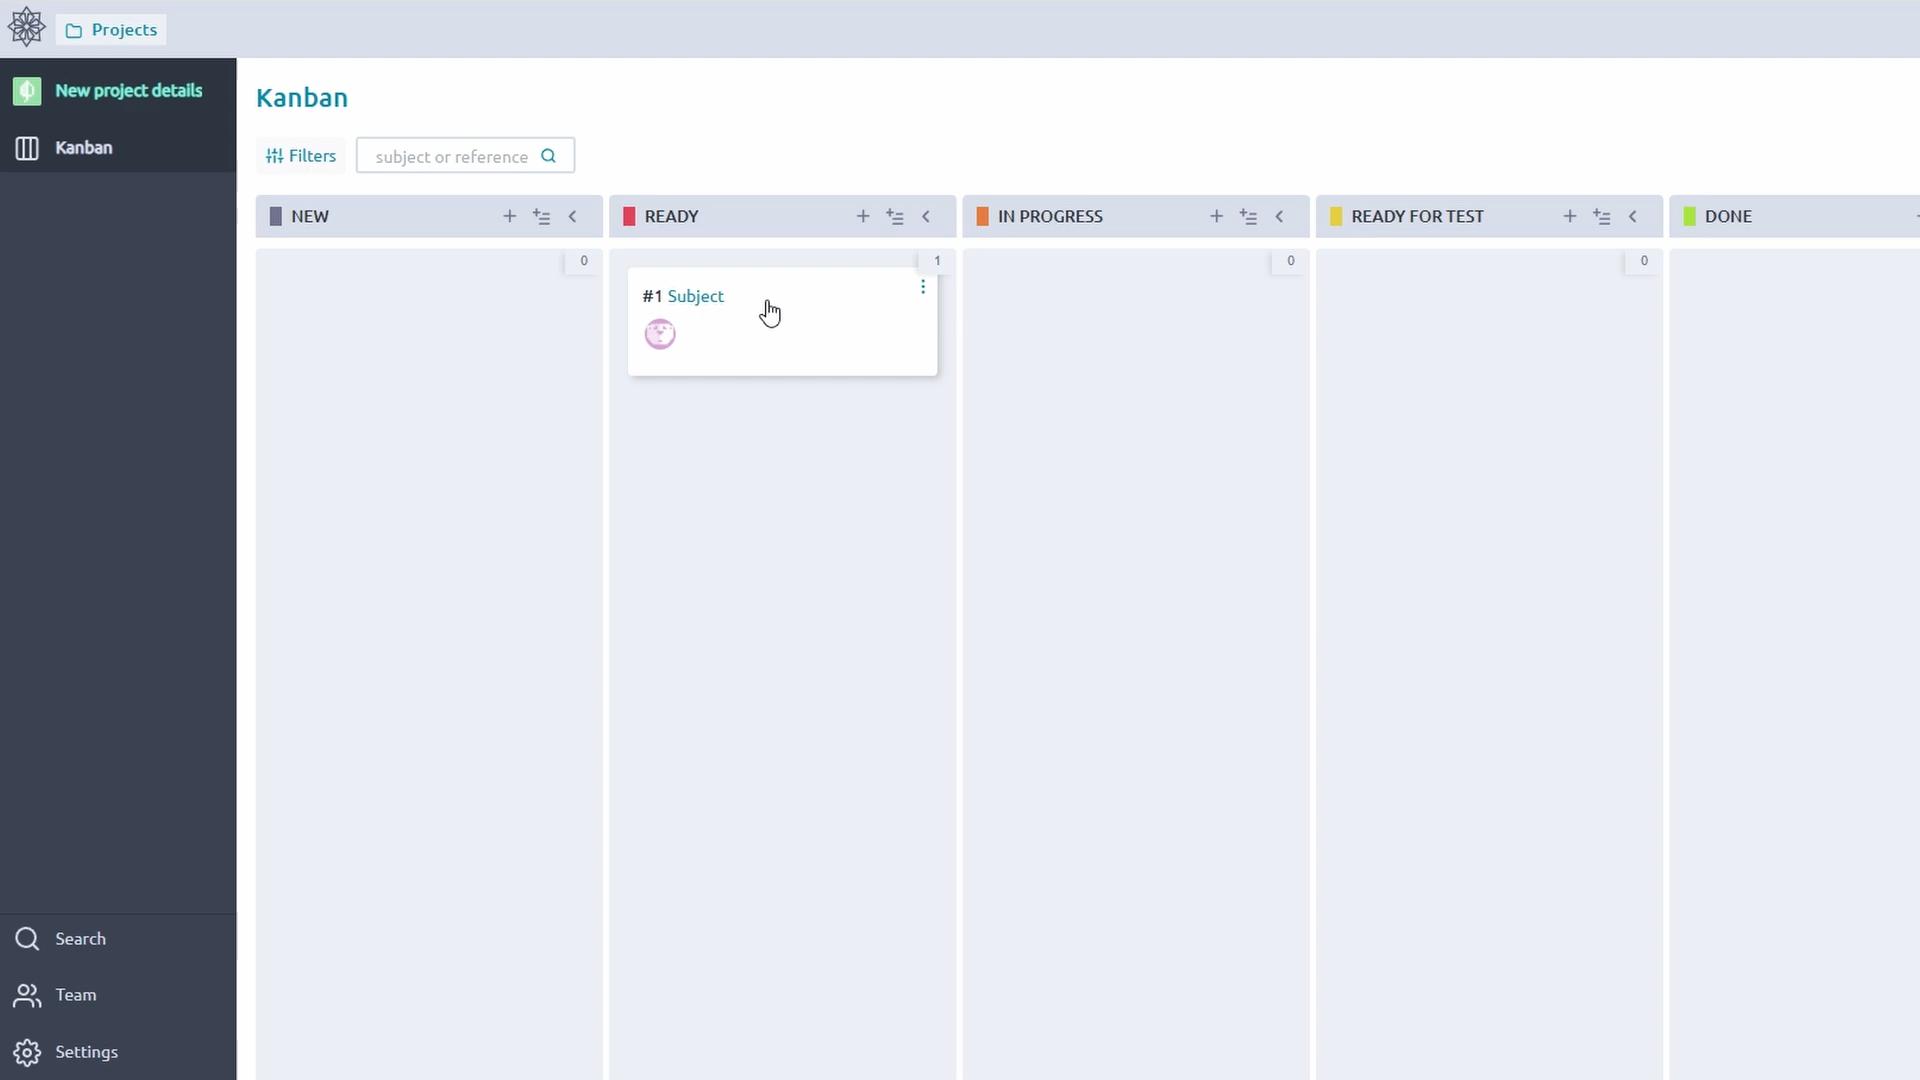 Projects
New project details
Kanban
Kanban
Filters
subject or reference
NEW
READY
IN PROGRESS
READY FOR TEST
DONE
0
1
0
0
#1 Subject
Search
Team
Settings